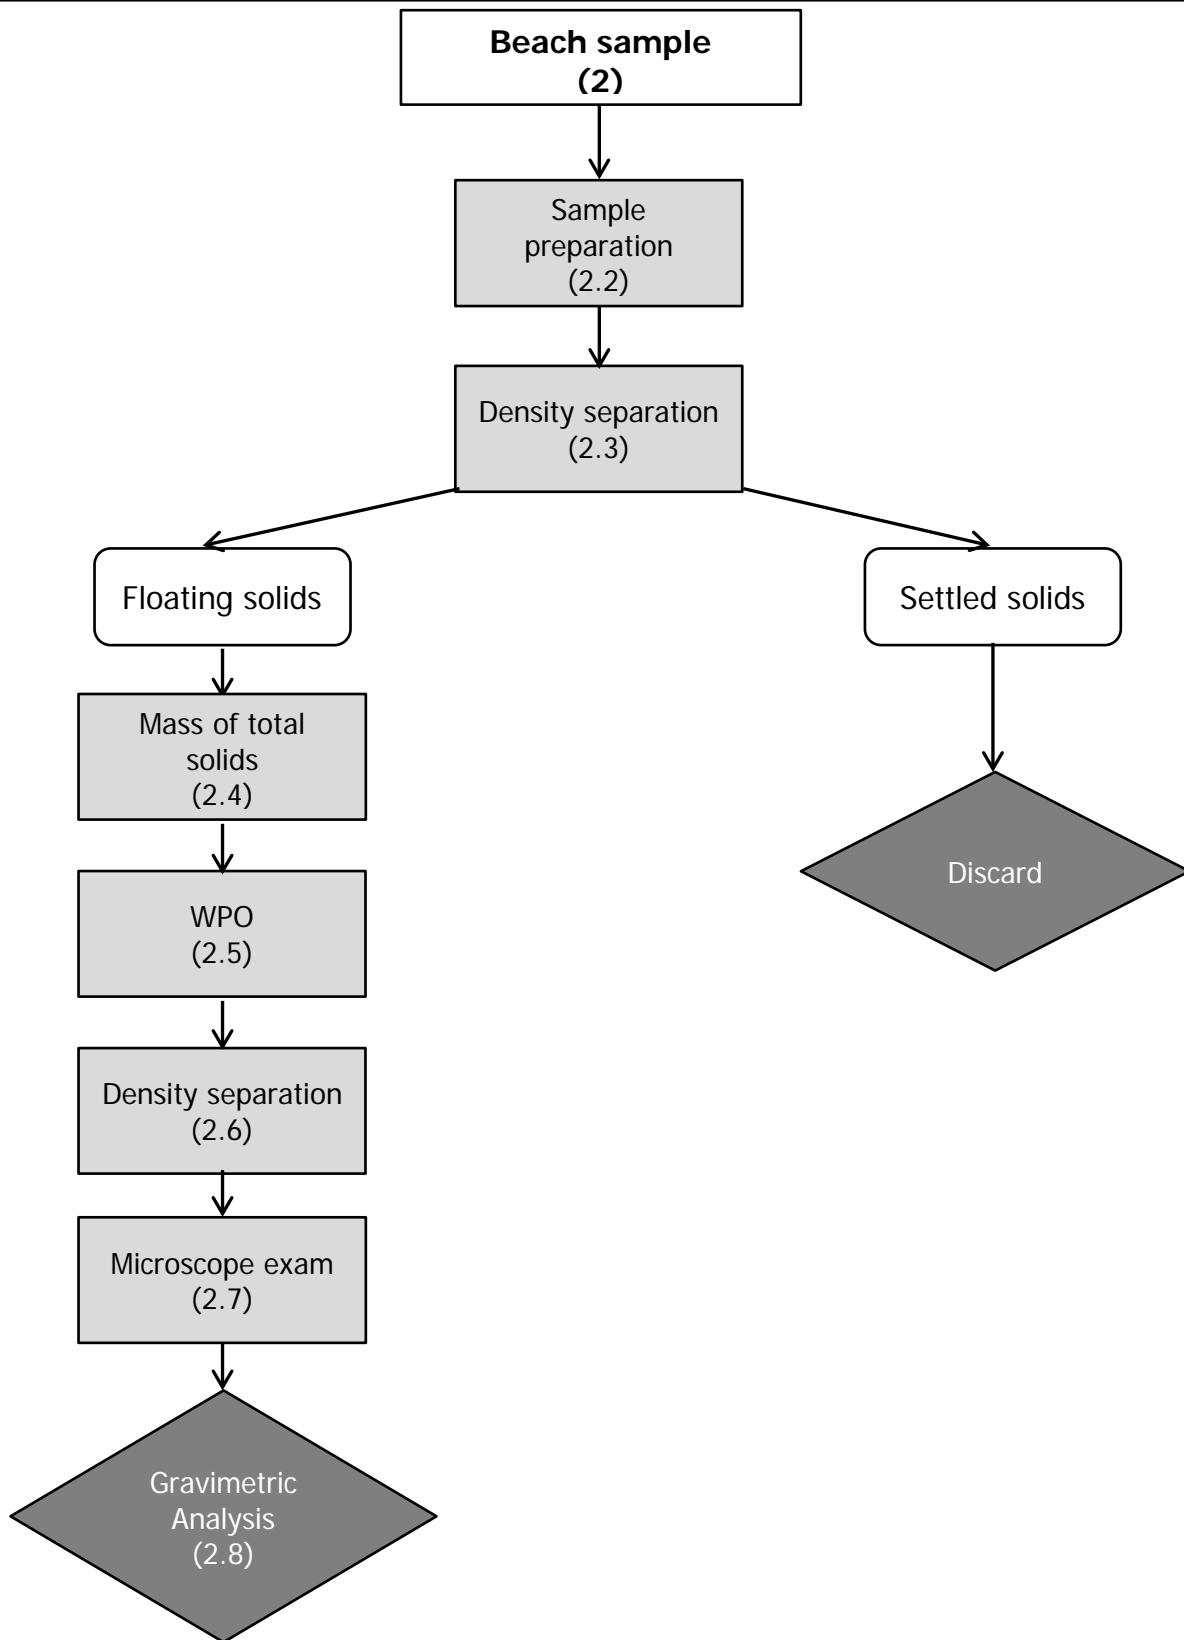 Beach sample
(2)
Sample
preparation
(2.2)
Density separation
(2.3)
Floating solids
Settled solids
Mass of total
solids
(2.4)
Discard
WPO
(2.5)
Density separation
(2.6)
Microscope exam
(2.7)
Gravimetric
Analysis
(2.8)